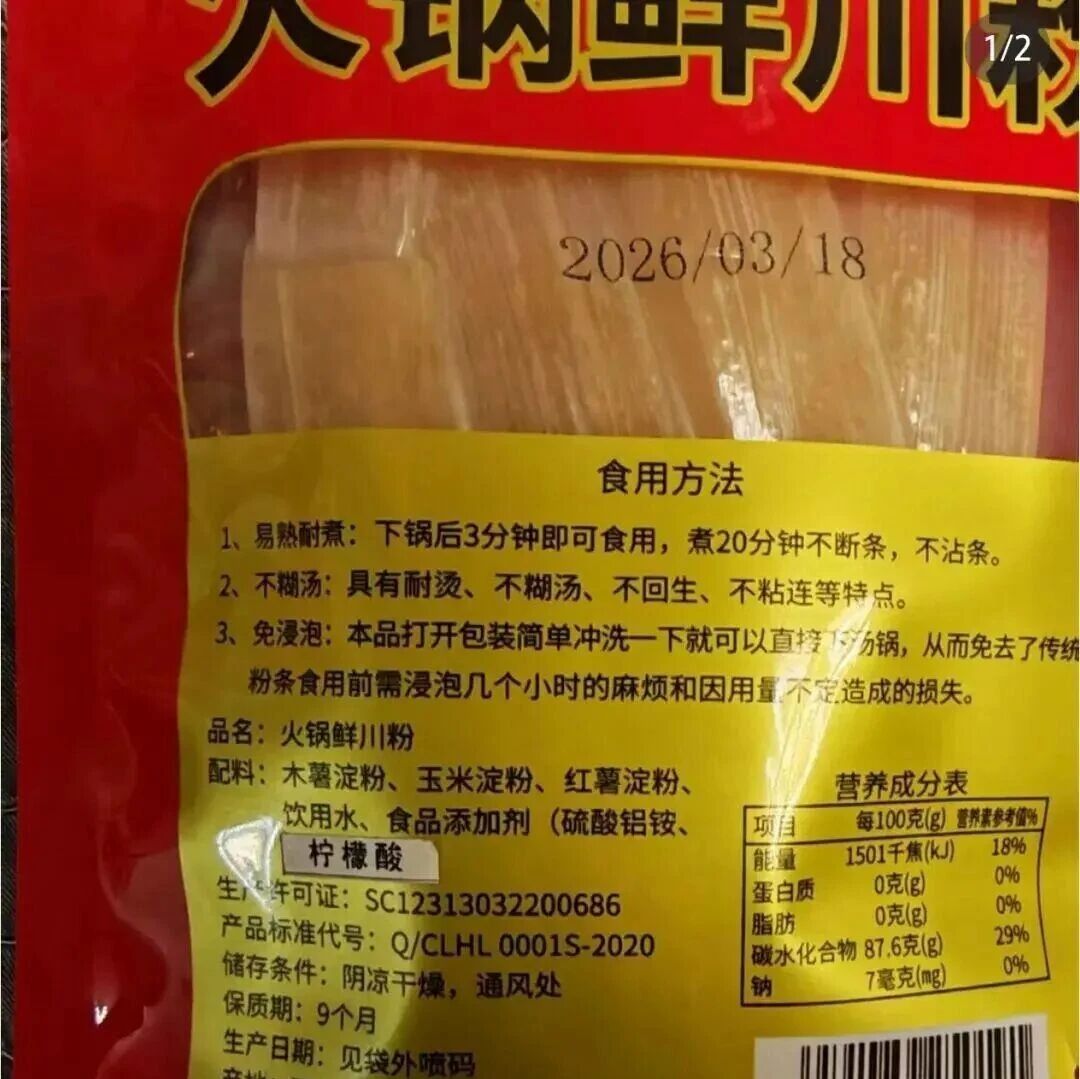 1/2
火锅鲜川粉
2026/03/18
食用方法
1、易熟耐煮：下锅后3分钟即可食用，煮20分钟不断条，不沾条。
2、不糊汤：具有耐烫、不糊汤、不回生、不粘连等特点。
3、免浸泡：本品打开包装简单冲洗一下就可以直接下汤锅，从而免去了传统
粉条食用前需浸泡几个小时的麻烦和因用量不定造成的损失。
品名：火锅鲜川粉
配料：木薯淀粉、玉米淀粉、红薯淀粉、
饮用水、食品添加剂（硫酸铝铵、
柠檬酸
生产许可证：SC12313032200686
产品标准代号：Q/CLHL 0001S-2020
储存条件：阴凉干燥，通风处
保质期：9个月
生产日期：见袋外喷码
营养成分表
项目 每100克(g) 营养素参考值%
能量 1501千焦(kJ) 18%
蛋白质 0克(g) 0%
脂肪 0克(g) 0%
碳水化合物 87.6克(g) 29%
钠 7毫克(mg) 0%